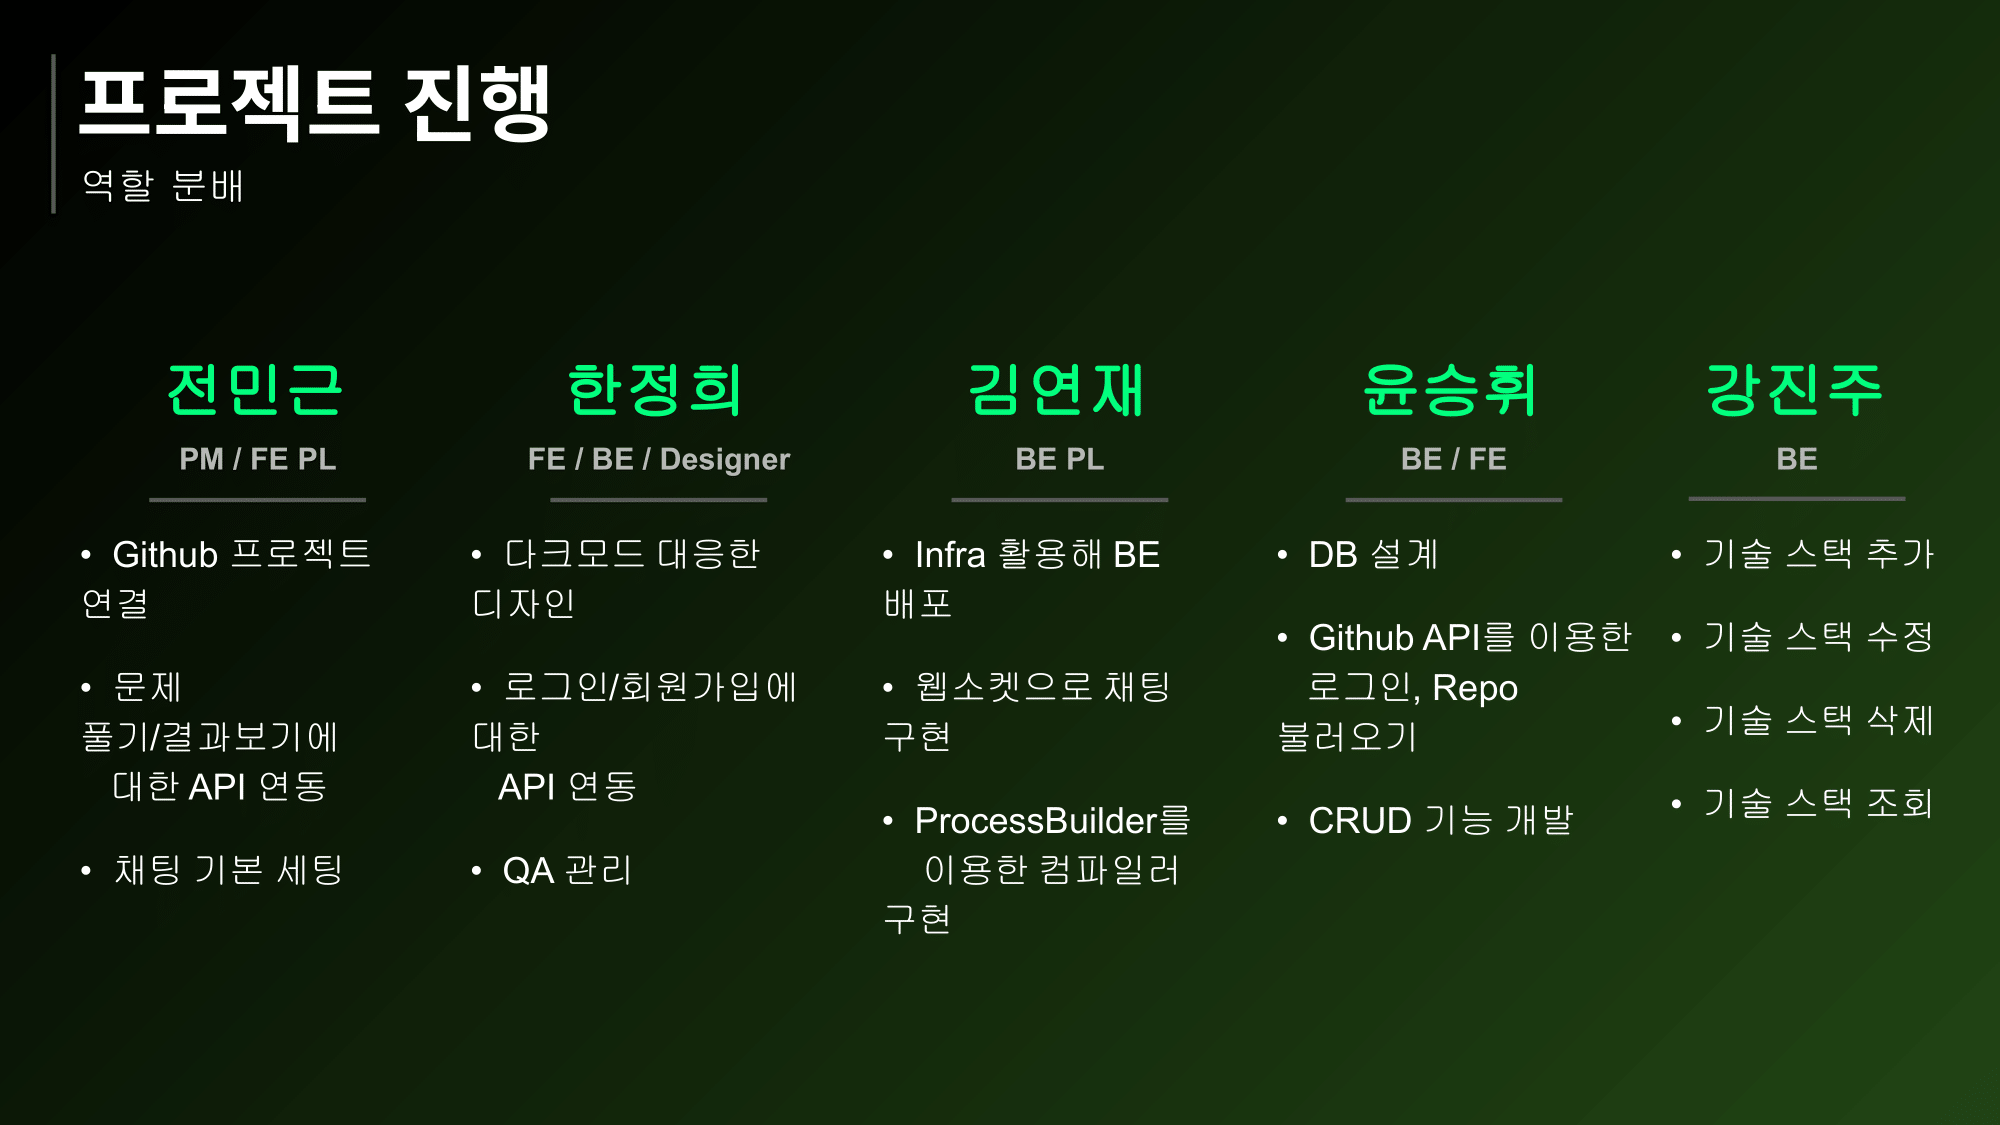 프로젝트 진행
역할 분배
전민근
PM / FE PL
• Github 프로젝트
연결
• 문제
풀기/결과보기에
대한 API 연동
• 채팅 기본 세팅
한정희
FE / BE / Designer
• 다크모드 대응한
디자인
• 로그인/회원가입에
대한
API 연동
• QA 관리
김연재
BE PL
• Infra 활용해 BE
배포
• 웹소켓으로 채팅
구현
• ProcessBuilder를
이용한 컴파일러
구현
윤승휘
BE / FE
• DB 설계
• Github API를 이용한
로그인, Repo
불러오기
• CRUD 기능 개발
강진주
BE
• 기술 스택 추가
• 기술 스택 수정
• 기술 스택 삭제
• 기술 스택 조회